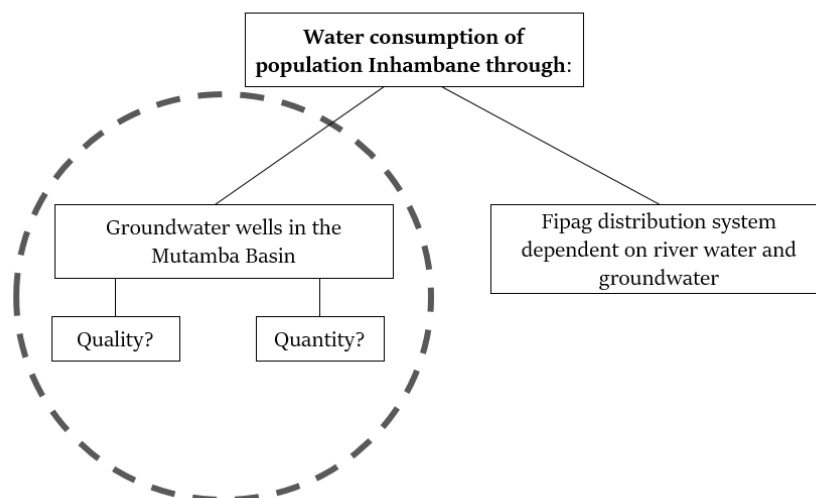 Water consumption of
population Inhambane through:
Groundwater wells in the
Mutamba Basin
Fipag distribution system
dependent on river water and
groundwater
Quality?
Quantity?